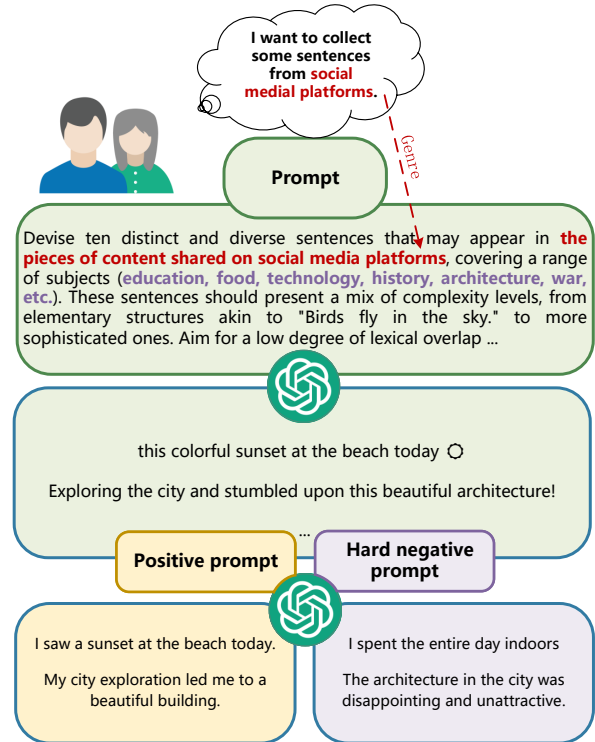 I want to collect
some sentences
from social
medial platforms.
Genre
Prompt
Devise ten distinct and diverse sentences that may appear in the
pieces of content shared on social media platforms, covering a range
of subjects (education, food, technology, history, architecture, war,
etc.). These sentences should present a mix of complexity levels, from
elementary structures akin to "Birds fly in the sky." to more
sophisticated ones. Aim for a low degree of lexical overlap ...
this colorful sunset at the beach today
Exploring the city and stumbled upon this beautiful architecture!
...
Positive prompt
Hard negative
prompt
I saw a sunset at the beach today.
My city exploration led me to a
beautiful building.
I spent the entire day indoors
The architecture in the city was
disappointing and unattractive.